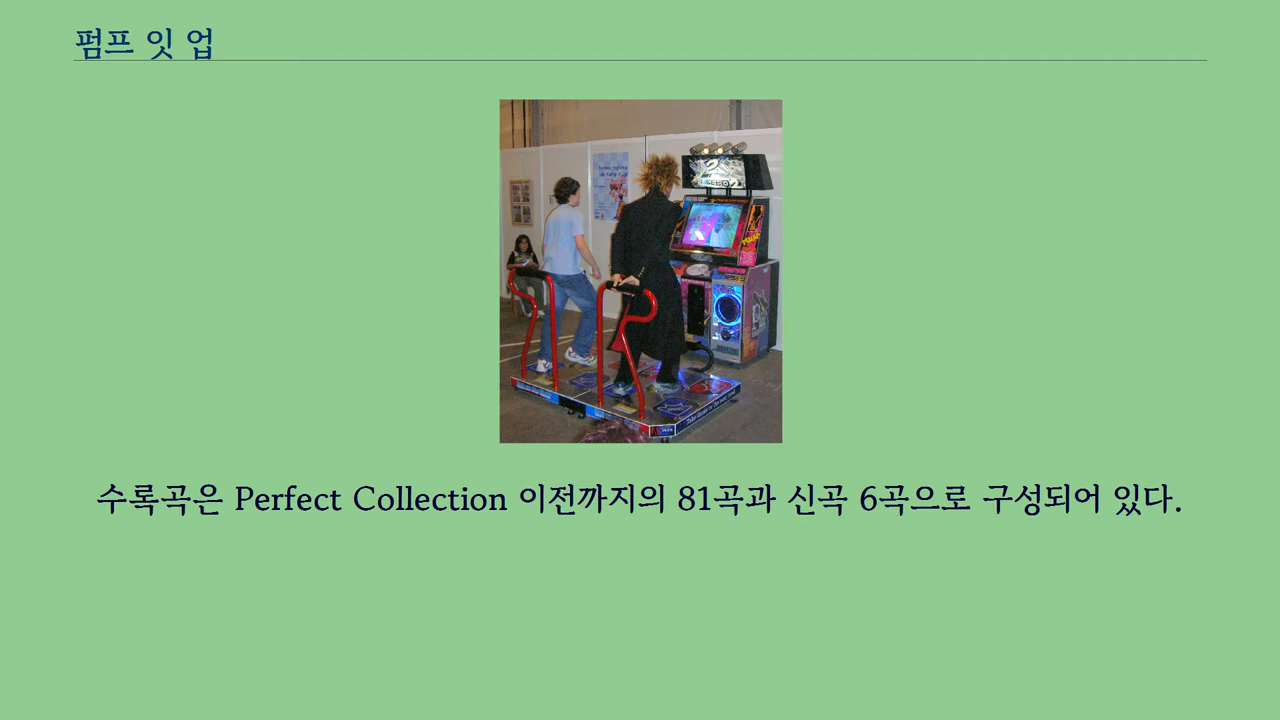 펌프 잇 업
수록곡은 Perfect Collection 이전까지의 81곡과 신곡 6곡으로 구성되어 있다.